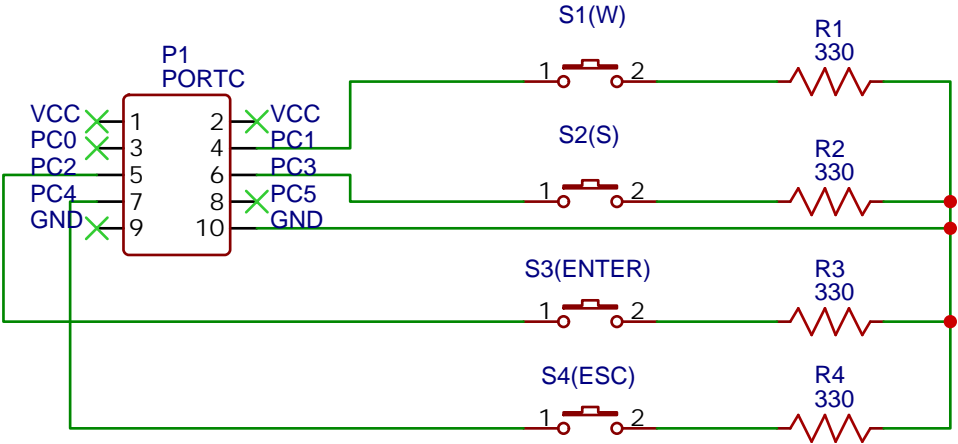 S1(W)
R1
330
1 2
P1
PORTC
VCC 1 2 VCC
PC0 3 4 PC1
PC2 5 6 PC3
PC4 7 8 PC5
GND 9 10 GND
S2(S)
R2
330
1 2
S3(ENTER)
R3
330
1 2
S4(ESC)
R4
330
1 2